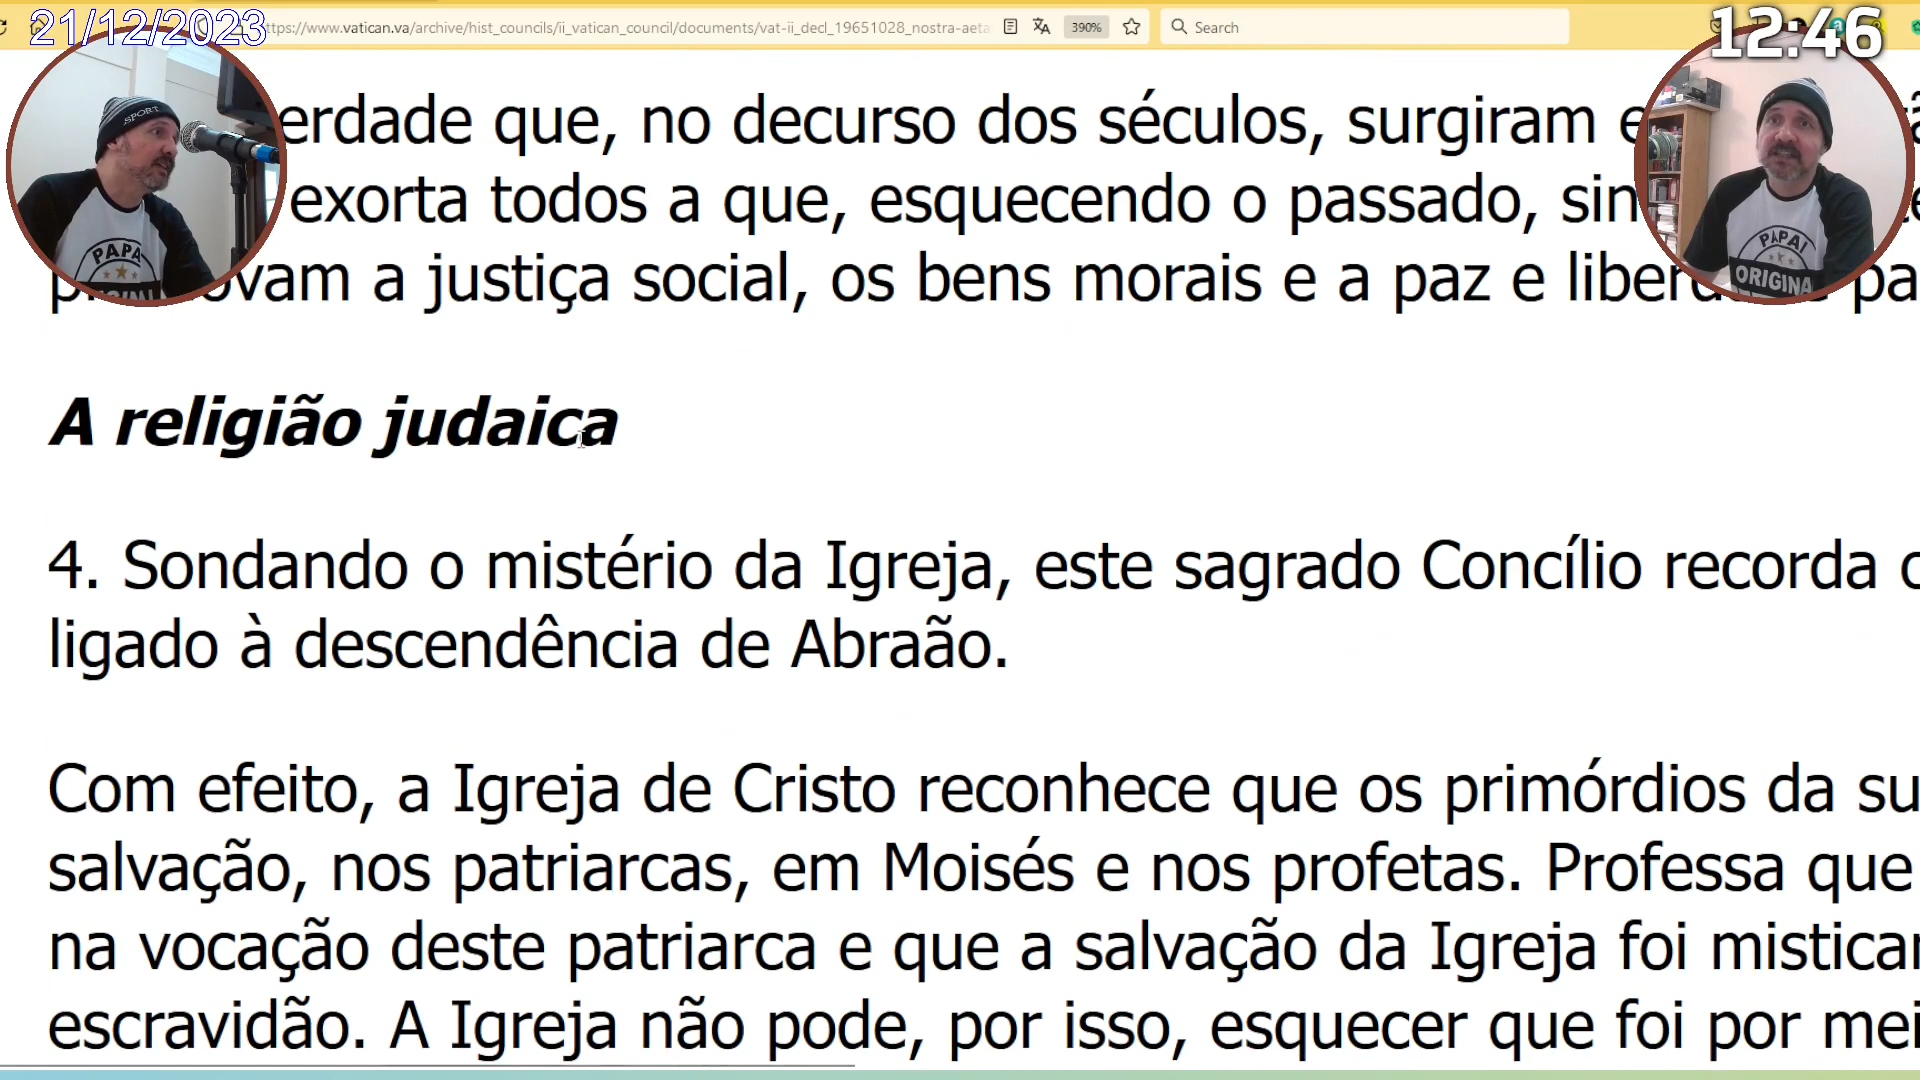 21/12/2023
ttps://www.vatican.va/archive/hist_councils/ii_vatican_council/documents/vat-ii_decl_19651028_nostra-aeta
390%
Search
12:46
SPORT
PAPAI
PAPAI
ORIGINA
erdade que, no decurso dos séculos, surgiram
exorta todos a que, esquecendo o passado, sin
ovam a justiça social, os bens morais e a paz e liber
A religião judaica
4. Sondando o mistério da Igreja, este sagrado Concílio recorda
ligado à descendência de Abraão.
Com efeito, a Igreja de Cristo reconhece que os primórdios da su
salvação, nos patriarcas, em Moisés e nos profetas. Professa que
na vocação deste patriarca e que a salvação da Igreja foi mistica
escravidão. A Igreja não pode, por isso, esquecer que foi por mei